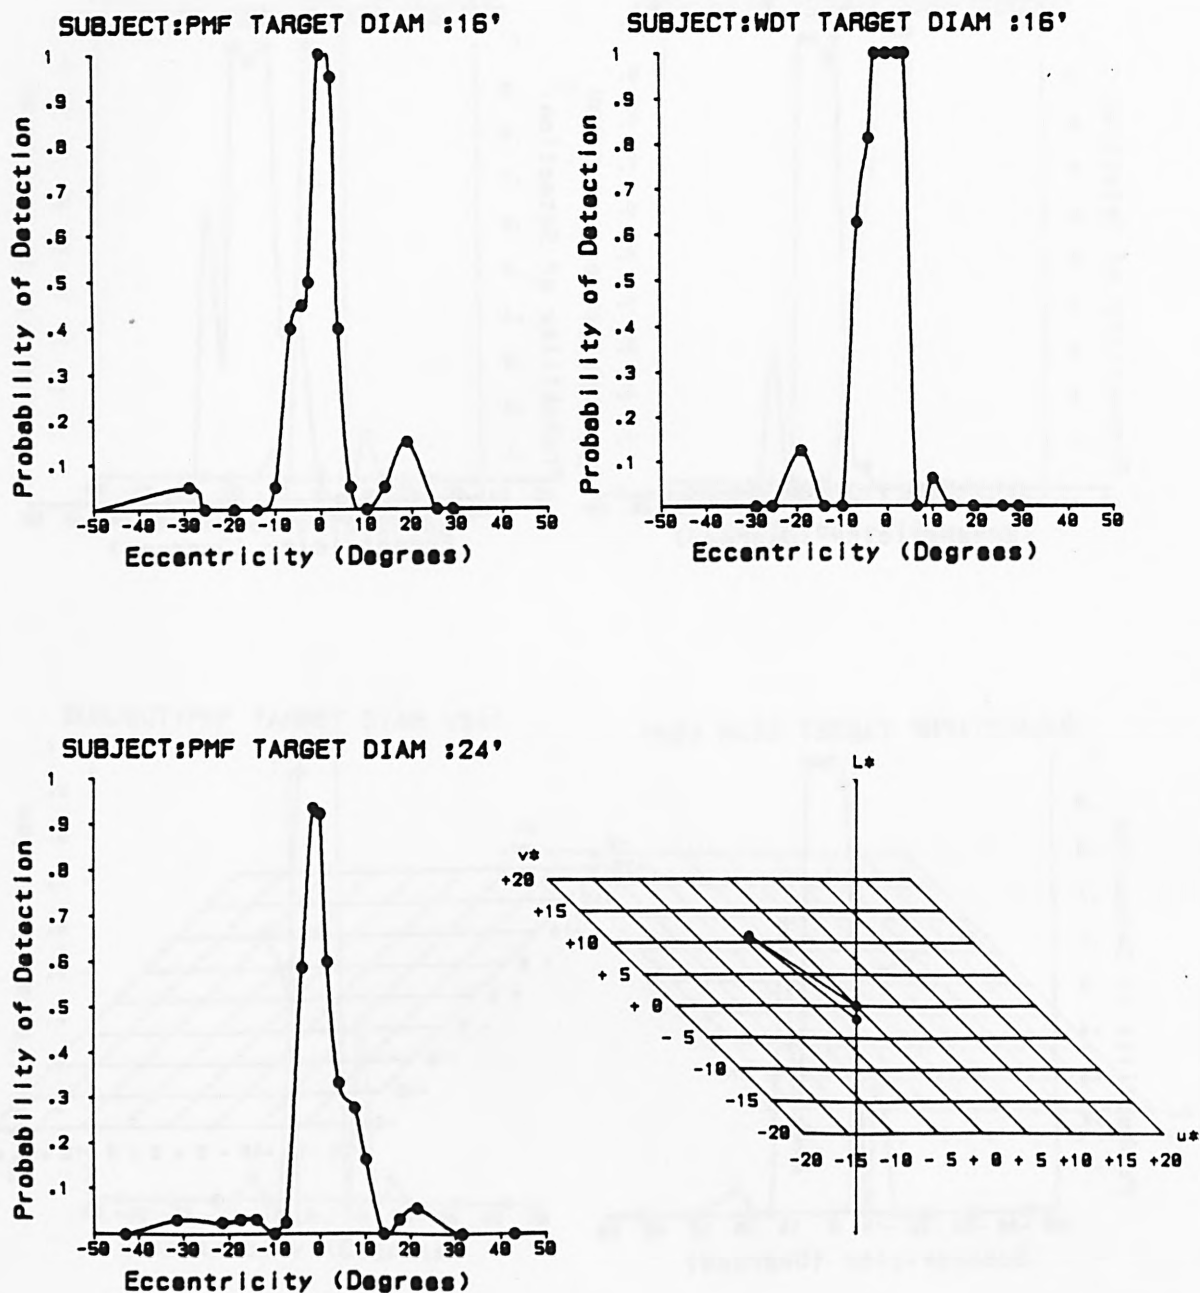 SUBJECT:PMF TARGET DIAM :16'
1
.9
.8
.7
.6
.5
.4
.3
.2
.1
Probability of Detection
-50 -40 -30 -20 -10 0 10 20 30 40 50
Eccentricity (Degrees)
SUBJECT:WDT TARGET DIAM :16'
1
.9
.8
.7
.6
.5
.4
.3
.2
.1
Probability of Detection
-50 -40 -30 -20 -10 0 10 20 30 40 50
Eccentricity (Degrees)
SUBJECT:PMF TARGET DIAM :24'
1
.9
.8
.7
.6
.5
.4
.3
.2
.1
Probability of Detection
-50 -40 -30 -20 -10 0 10 20 30 40 50
Eccentricity (Degrees)
L*
v*
+20
+15
+10
+ 5
+ 0
- 5
-10
-15
-20
u*
-20 -15 -10 - 5 + 0 + 5 +10 +15 +20